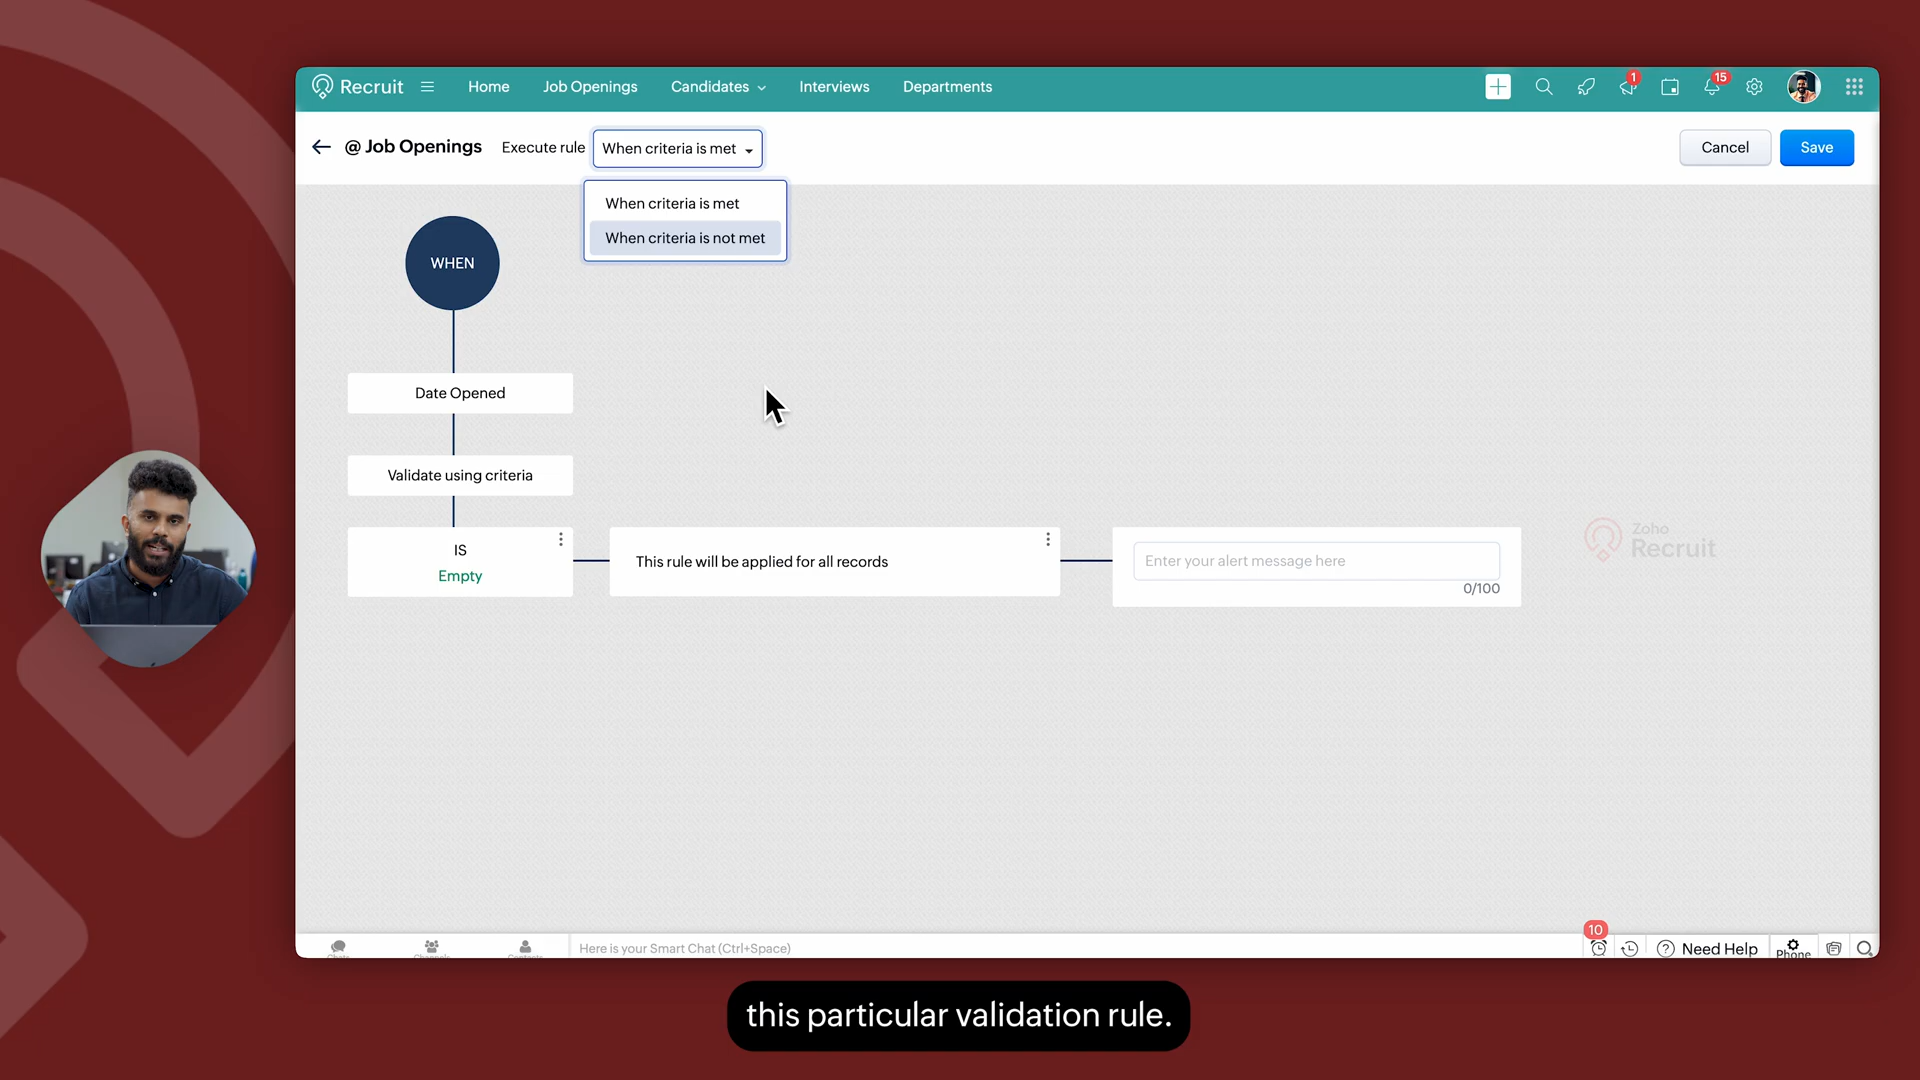 Recruit
Home
Job Openings
Candidates
Interviews
Departments
1
15
@ Job Openings
Execute rule
When criteria is met
Cancel
Save
When criteria is met
When criteria is not met
WHEN
Date Opened
Validate using criteria
IS
Empty
This rule will be applied for all records
Enter your alert message here
0/100
Zoho
Recruit
Here is your Smart Chat (Ctrl+Space)
10
Need Help
Phone
this particular validation rule.